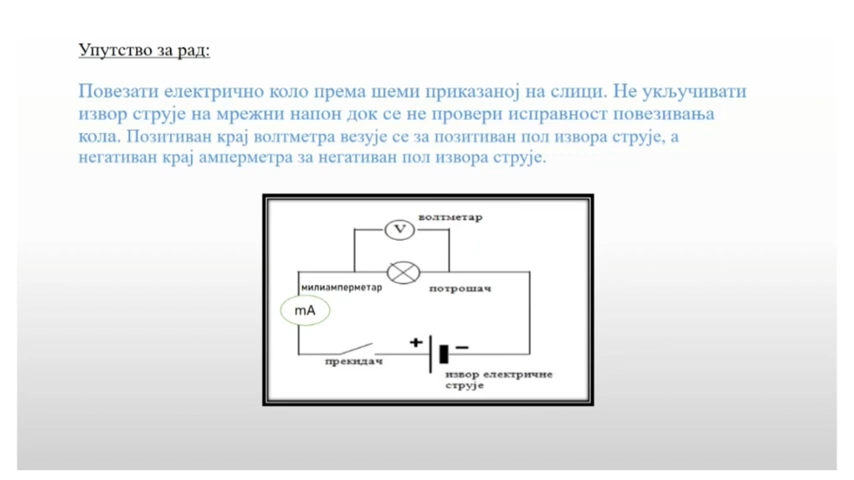 Упутство за рад:
Повезати електрично коло према шеми приказаној на слици. Не укључивати
извор струје на мрежни напон док се не провери исправност повезивања
кола. Позитиван крај волтметра везује се за позитиван пол извора струје, а
негативан крај амперметра за негативан пол извора струје.
волтметар
V
милиамперметар
потрошач
mA
+ −
прекидач
извор електричне
струје